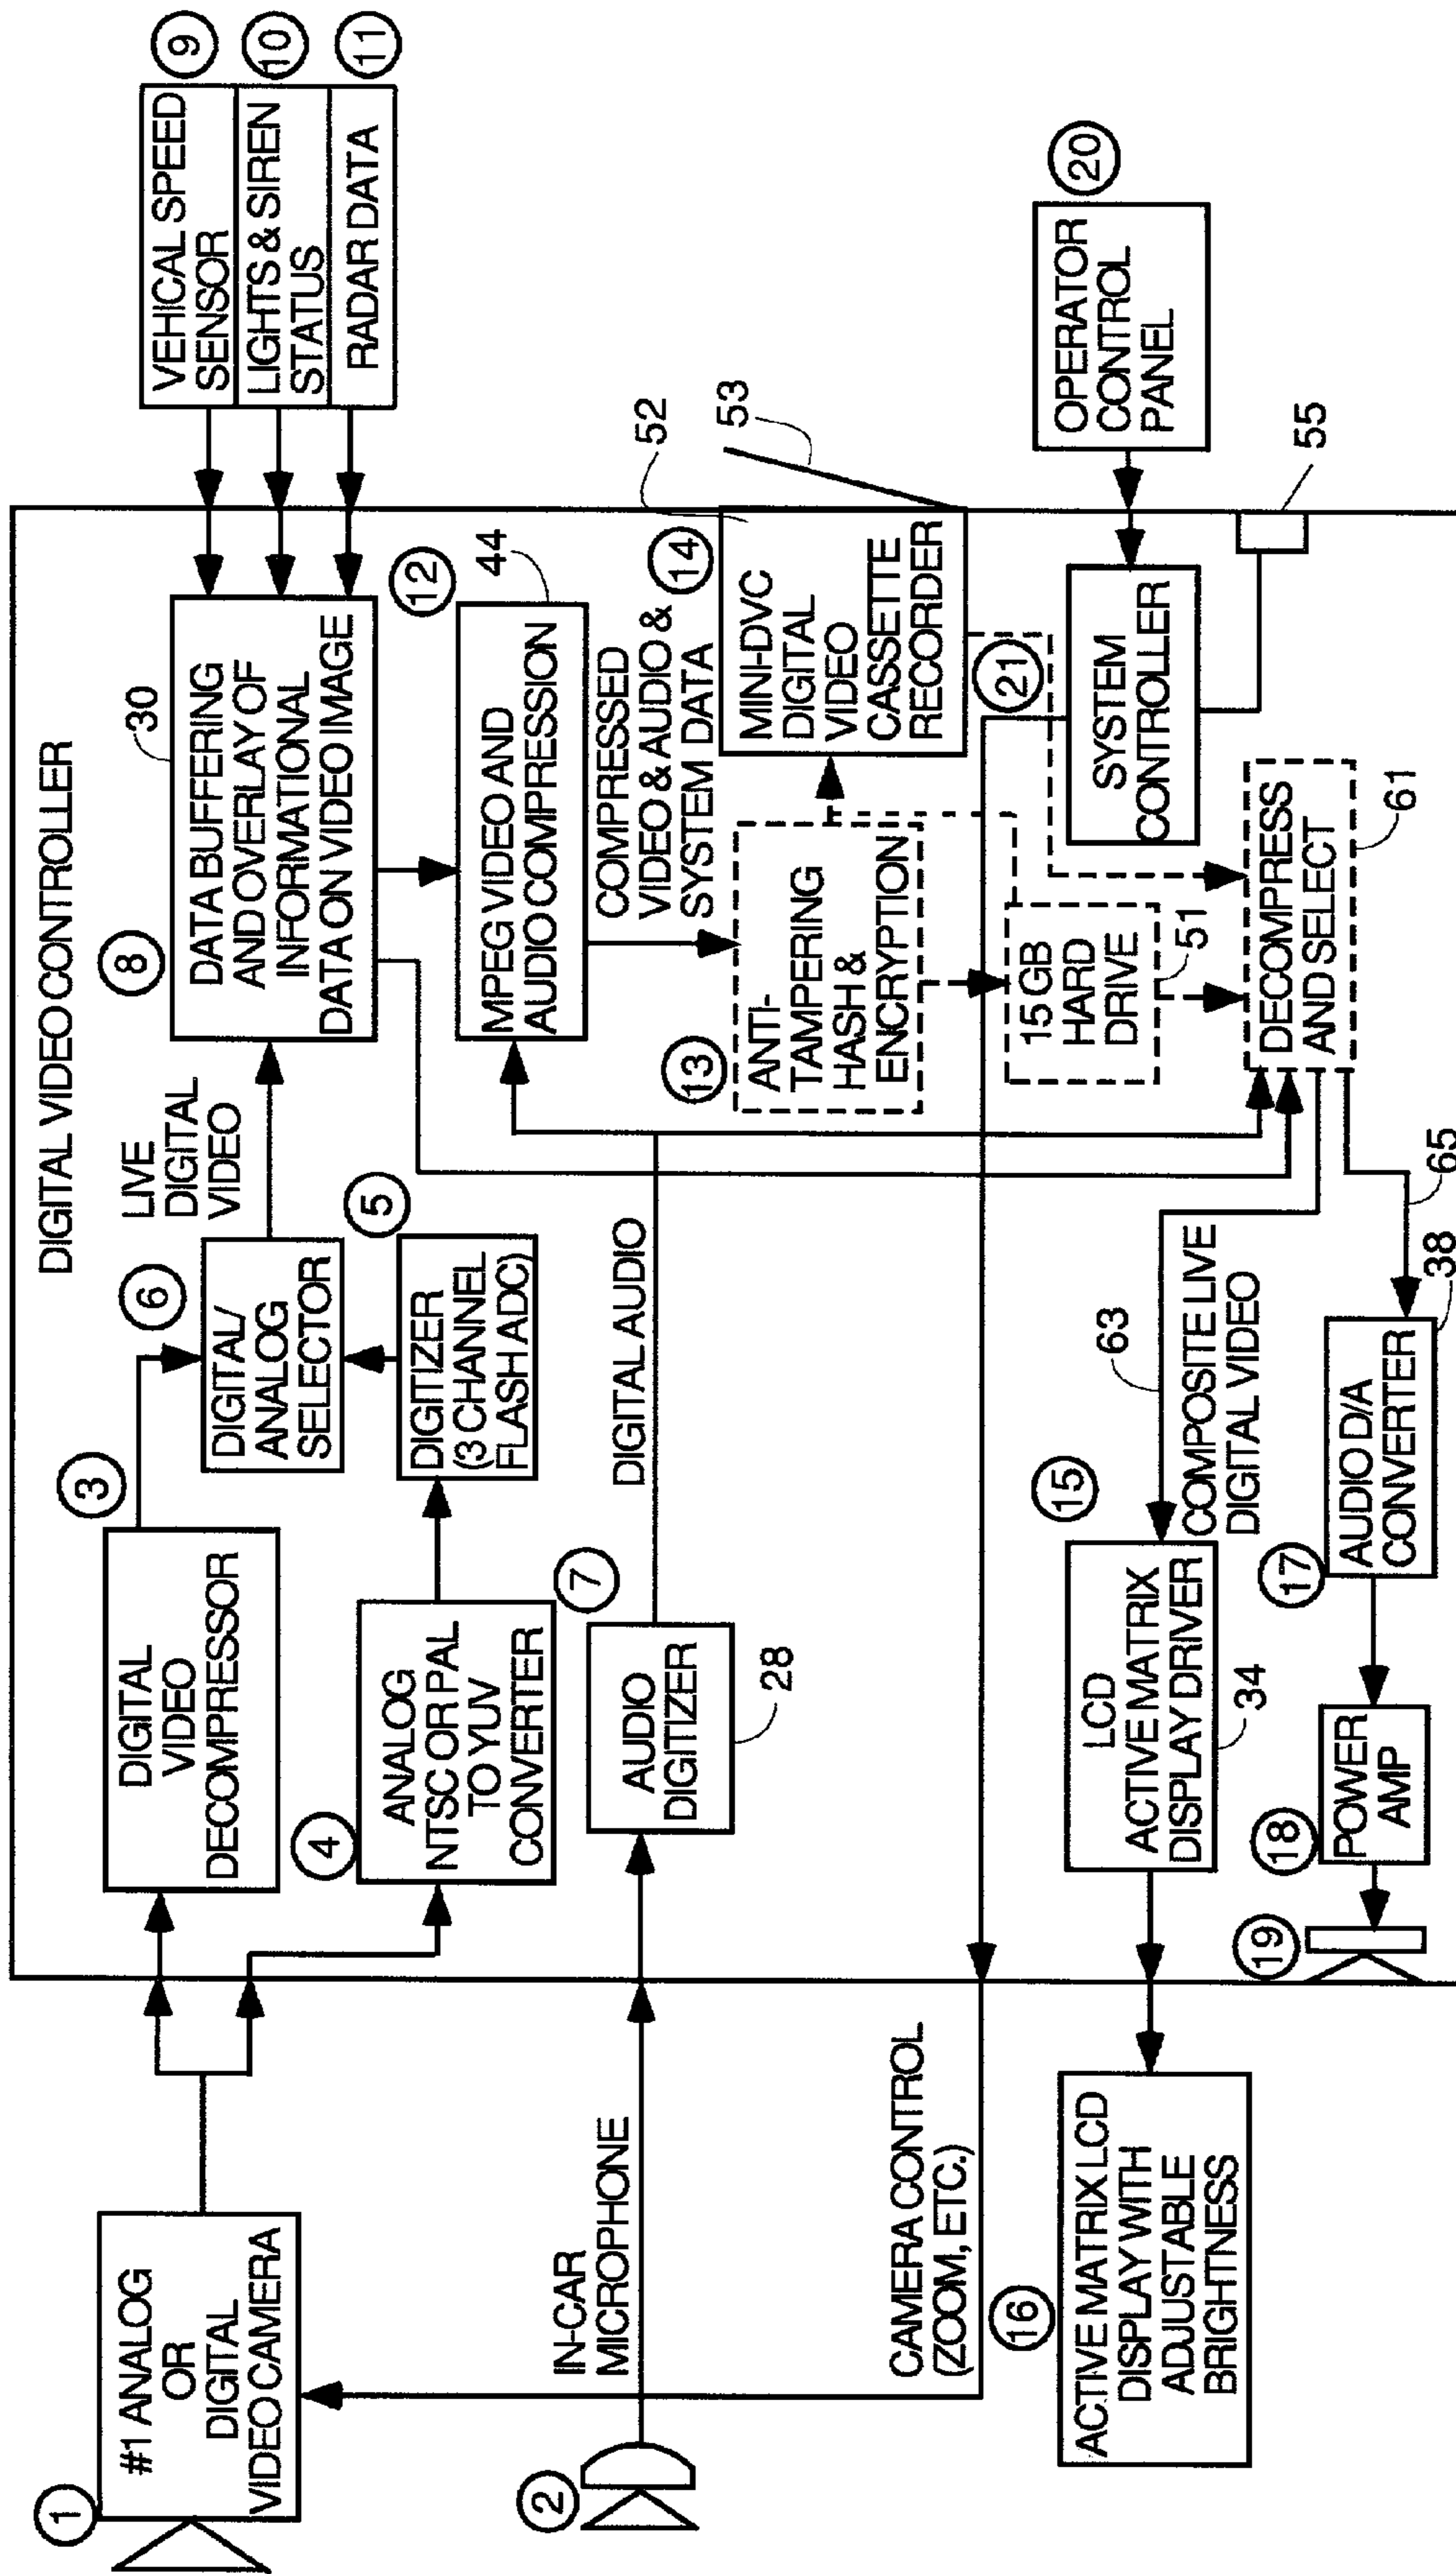 DIGITAL VIDEO CONTROLLER
1
#1 ANALOG
OR
DIGITAL
VIDEO CAMERA
2
IN-CAR
MICROPHONE
CAMERA CONTROL
(ZOOM, ETC.)
16
ACTIVE MATRIX LCD
DISPLAY WITH
ADJUSTABLE
BRIGHTNESS
3
DIGITAL
VIDEO
DECOMPRESSOR
4
ANALOG
NTSC OR PAL
TO YUV
CONVERTER
7
AUDIO
DIGITIZER
28
6
DIGITAL/
ANALOG
SELECTOR
5
DIGITIZER
(3 CHANNEL
FLASH ADC)
LIVE
DIGITAL
VIDEO
DIGITAL AUDIO
8
30
DATA BUFFERING
AND OVERLAY OF
INFORMATIONAL
DATA ON VIDEO IMAGE
9
VEHICAL SPEED
SENSOR
10
LIGHTS & SIREN
STATUS
11
RADAR DATA
12
44
MPEG VIDEO AND
AUDIO COMPRESSION
COMPRESSED
VIDEO & AUDIO &
SYSTEM DATA
13
ANTI-
TAMPERING
HASH &
ENCRYPTION
14
52
53
MINI-DVC
DIGITAL
VIDEO
CASSETTE
RECORDER
15 GB
HARD
DRIVE
51
21
SYSTEM
CONTROLLER
20
OPERATOR
CONTROL
PANEL
55
DECOMPRESS
AND SELECT
61
15
LCD
ACTIVE MATRIX
DISPLAY DRIVER
34
63
COMPOSITE LIVE
DIGITAL VIDEO
65
17
AUDIO D/A
CONVERTER
38
18
POWER
AMP
19